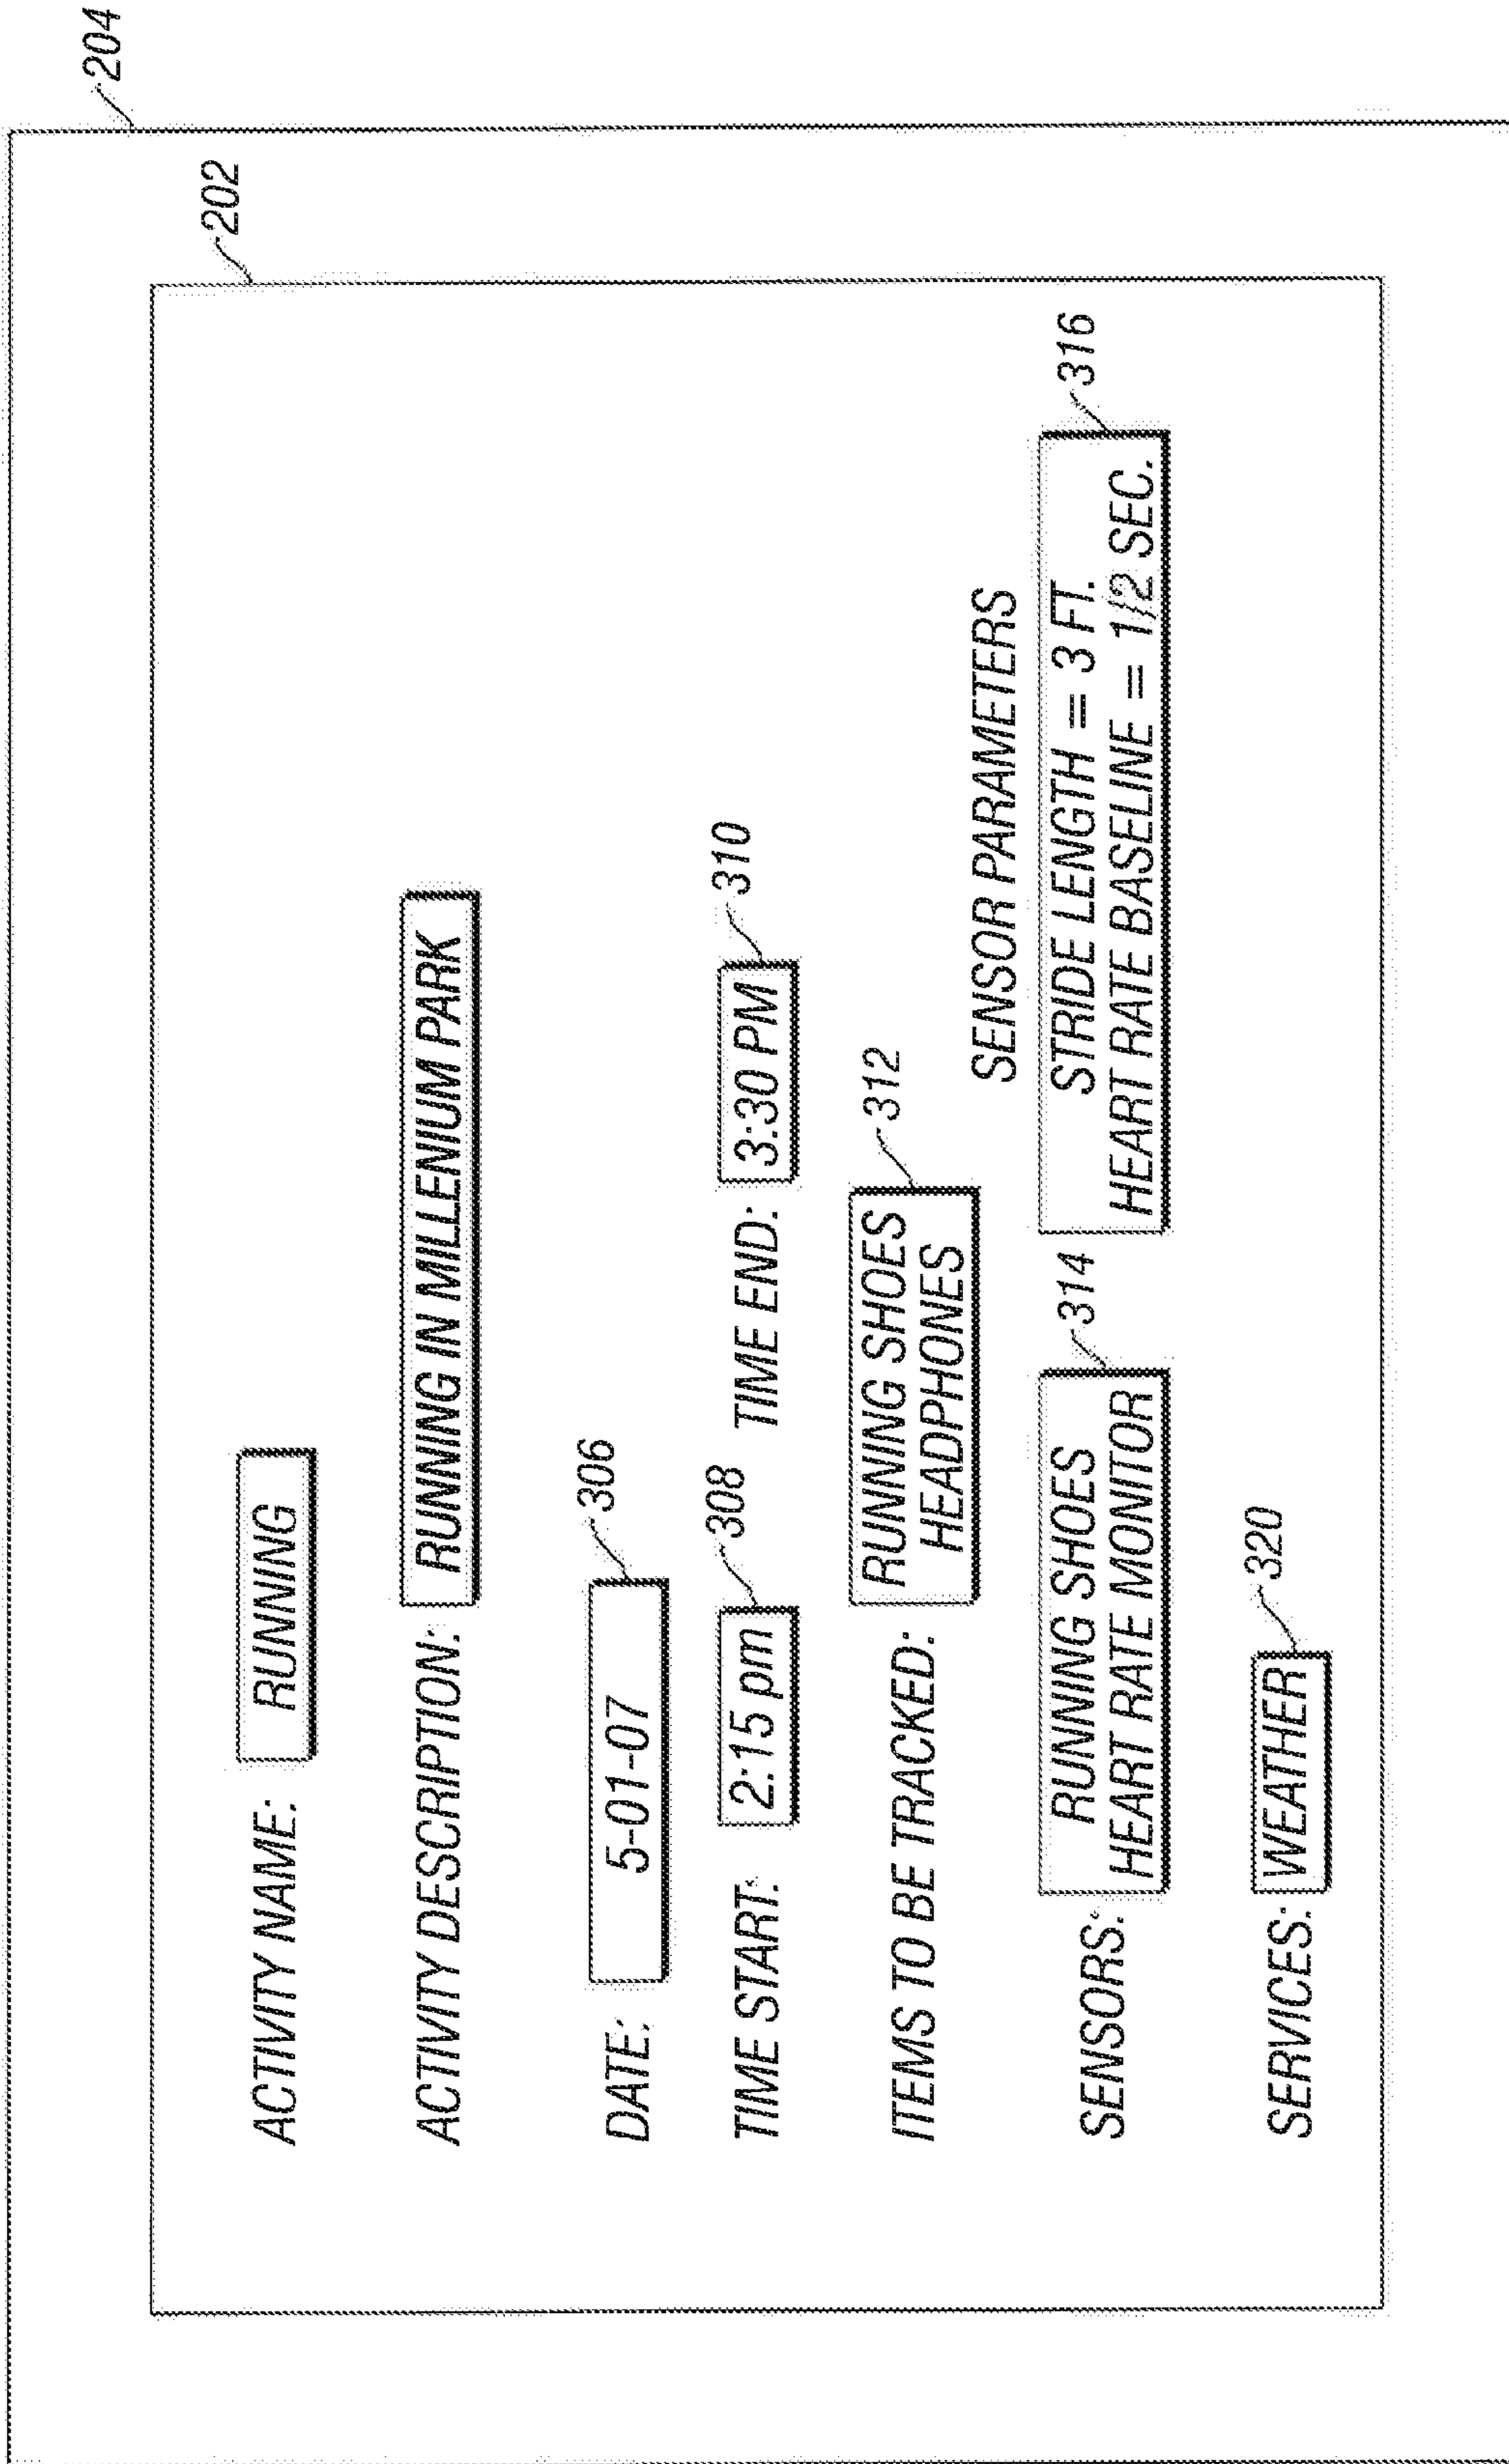 204
202
ACTIVITY NAME: RUNNING
ACTIVITY DESCRIPTION: RUNNING IN MILLENIUM PARK
DATE: 5-01-07 306
TIME START: 2:15 pm 308 TIME END: 3:30 PM 310
ITEMS TO BE TRACKED: RUNNING SHOES 312
HEADPHONES
SENSOR PARAMETERS
SENSORS: RUNNING SHOES 314 STRIDE LENGTH = 3 FT. 316
HEART RATE MONITOR HEART RATE BASELINE = 1/2 SEC.
SERVICES: WEATHER 320